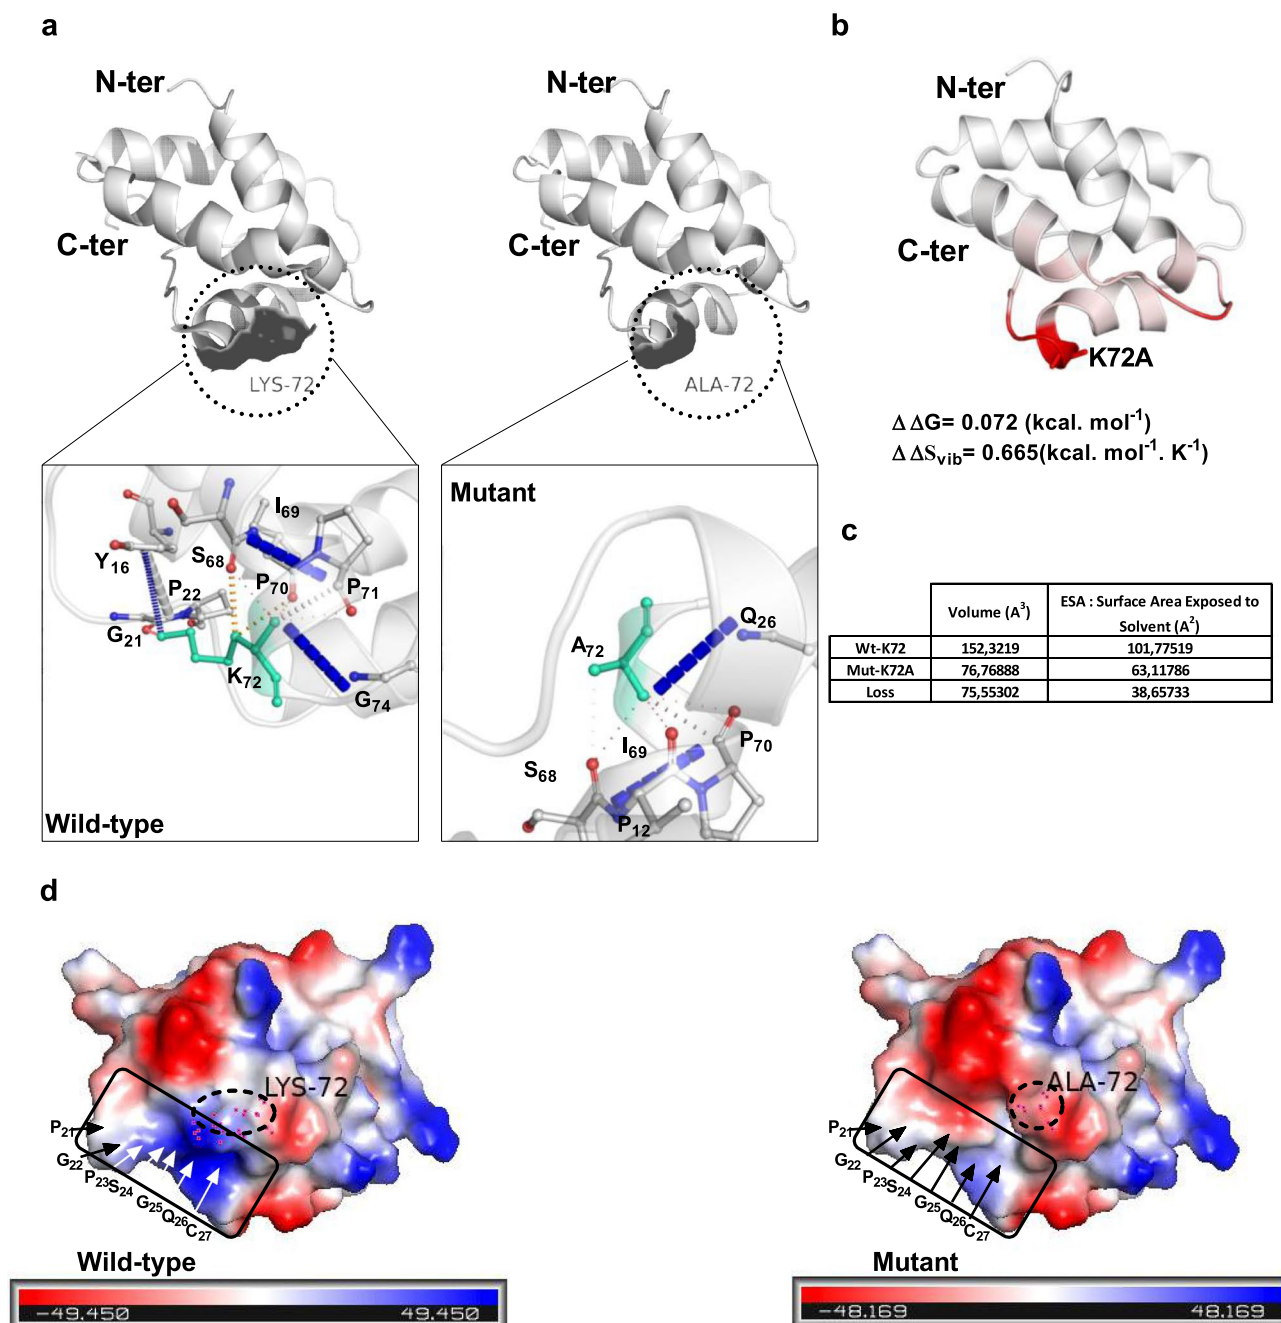 a
N-ter
C-ter
LYS-72
N-ter
C-ter
ALA-72
b
N-ter
C-ter
K72A
Δ ΔG= 0.072 (kcal. mol-1)
Δ ΔSvib= 0.665(kcal. mol-1. K-1)
I69
Y16
S68
P22
P70
P71
G21
K72
G74
Wild-type
Mutant
Q26
A72
I69
P70
S68
P12
c
Volume (A3) ESA : Surface Area Exposed to
Solvent (A2)
Wt-K72 152,3219 101,77519
Mut-K72A 76,76888 63,11786
Loss 75,55302 38,65733
d
LYS-72
P21
G22
P23S24
G25Q26C27
Wild-type
-49.450 49.450
ALA-72
P21
G22
P23S24
G25Q26C27
Mutant
-48.169 48.169